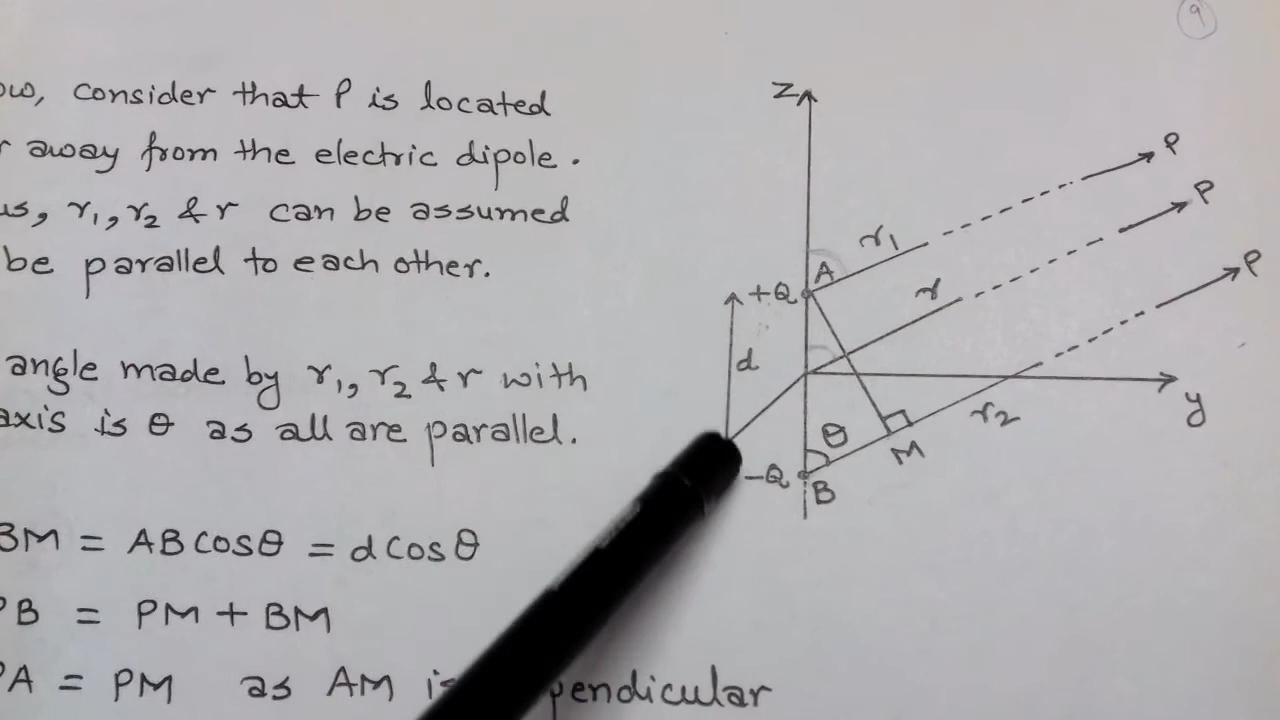 9
ow, consider that P is located
r away from the electric dipole.
us, r₁, r₂ & r can be assumed
be parallel to each other.
angle made by r₁, r₂ & r with
axis is θ as all are parallel.
BM = AB cosθ = d cosθ
PB = PM + BM
PA = PM as AM is pendicular
Z
P
P
P
r₁
A
+Q
r
d
θ
M
r₂
y
-Q
B